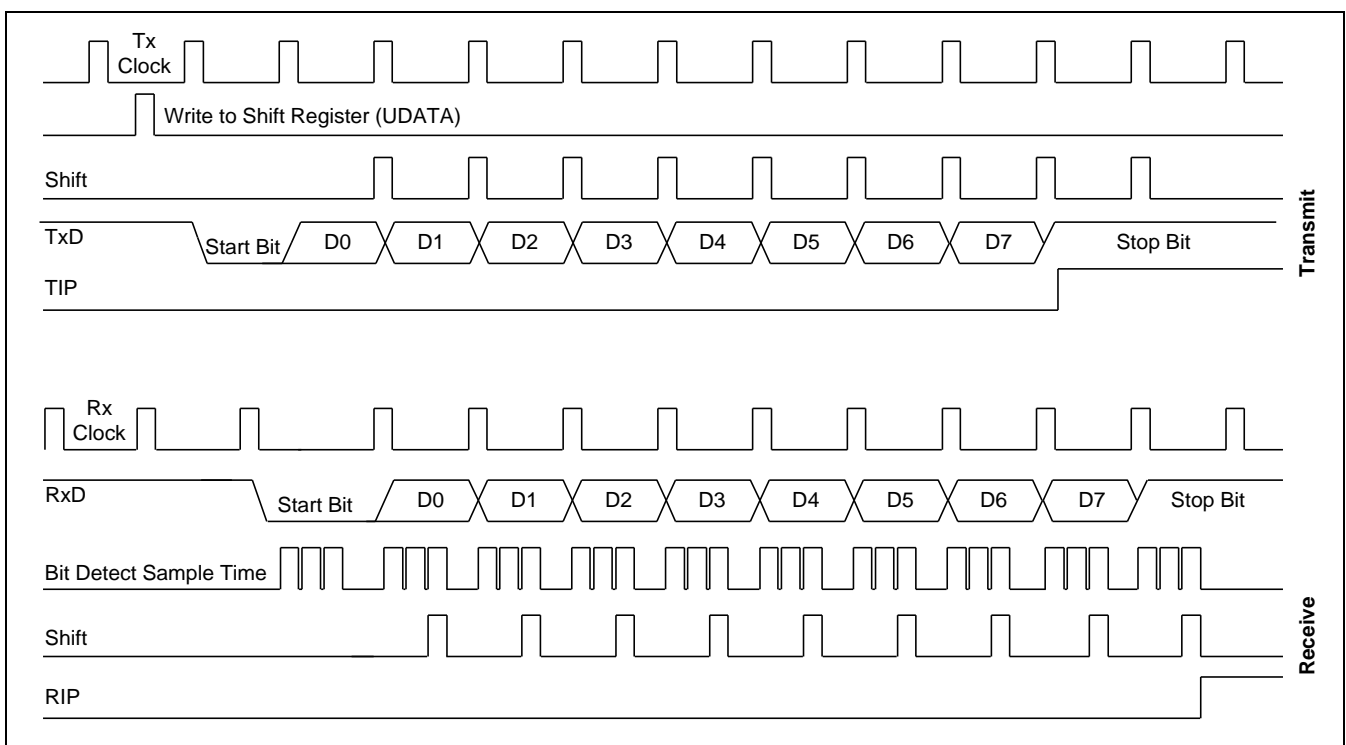 Tx
Clock
Write to Shift Register (UDATA)
Shift
TxD
Start Bit D0 D1 D2 D3 D4 D5 D6 D7 Stop Bit
TIP
Transmit
Rx
Clock
RxD
Start Bit D0 D1 D2 D3 D4 D5 D6 D7 Stop Bit
Bit Detect Sample Time
Shift
RIP
Receive